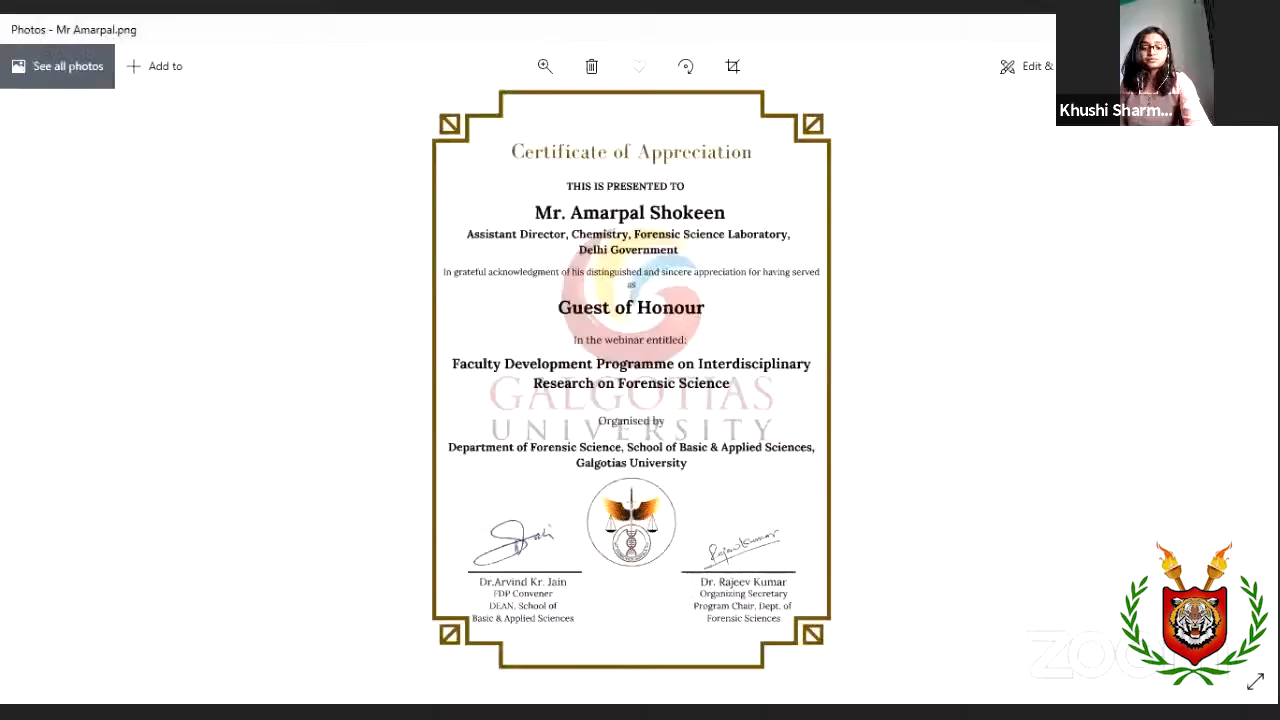 Photos - Mr Amarpal.png
See all photos
Add to
Edit &
Khushi Sharm...
Certificate of Appreciation
THIS IS PRESENTED TO
Mr. Amarpal Shokeen
Assistant Director, Chemistry, Forensic Science Laboratory,
Delhi Government
In grateful acknowledgment of his distinguished and sincere appreciation for having served
as
Guest of Honour
In the webinar entitled:
Faculty Development Programme on Interdisciplinary
Research on Forensic Science
GALGOTIAS
Organised by
UNIVERSITY
Department of Forensic Science, School of Basic & Applied Sciences,
Galgotias University
Rajeev Kumar
Dr.Arvind Kr. Jain
FDP Convener
DEAN, School of
Basic & Applied Sciences
Dr. Rajeev Kumar
Organizing Secretary
Program Chair, Dept. of
Forensic Sciences
zoom